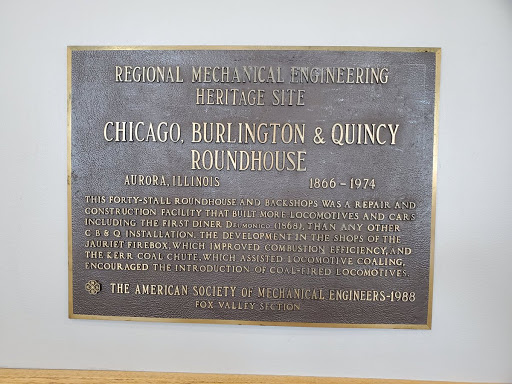 REGIONAL MECHANICAL ENGINEERING
HERITAGE SITE
CHICAGO, BURLINGTON & QUINCY
ROUNDHOUSE
AURORA, ILLINOIS 1866-1974
THIS FORTY-STALL ROUNDHOUSE AND BACKSHOPS WAS A REPAIR AND
CONSTRUCTION FACILITY THAT BUILT MORE LOCOMOTIVES AND CARS
INCLUDING THE FIRST DINER DELMONICO (1868), THAN ANY OTHER
C B & Q INSTALLATION. THE DEVELOPMENT IN THE SHOPS OF THE
JAURIET FIREBOX, WHICH IMPROVED COMBUSTION EFFICIENCY, AND
THE KERR COAL CHUTE, WHICH ASSISTED LOCOMOTIVE COALING,
ENCOURAGED THE INTRODUCTION OF COAL-FIRED LOCOMOTIVES.
THE AMERICAN SOCIETY OF MECHANICAL ENGINEERS-1988
FOX VALLEY SECTION